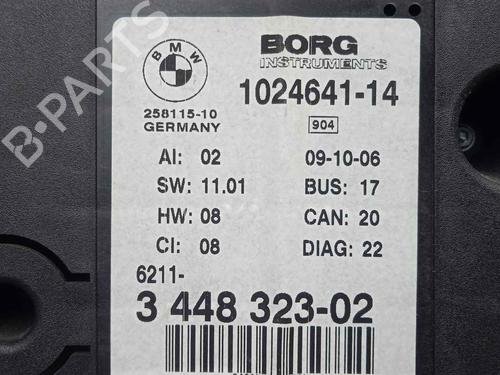 BMW
BORG
INSTRUMENTS
1024641-14
258115-10
GERMANY
904
AI: 02
09-10-06
SW: 11.01
BUS: 17
HW: 08
CAN: 20
CI: 08
DIAG: 22
6211-
3 448 323-02
B-PARTS